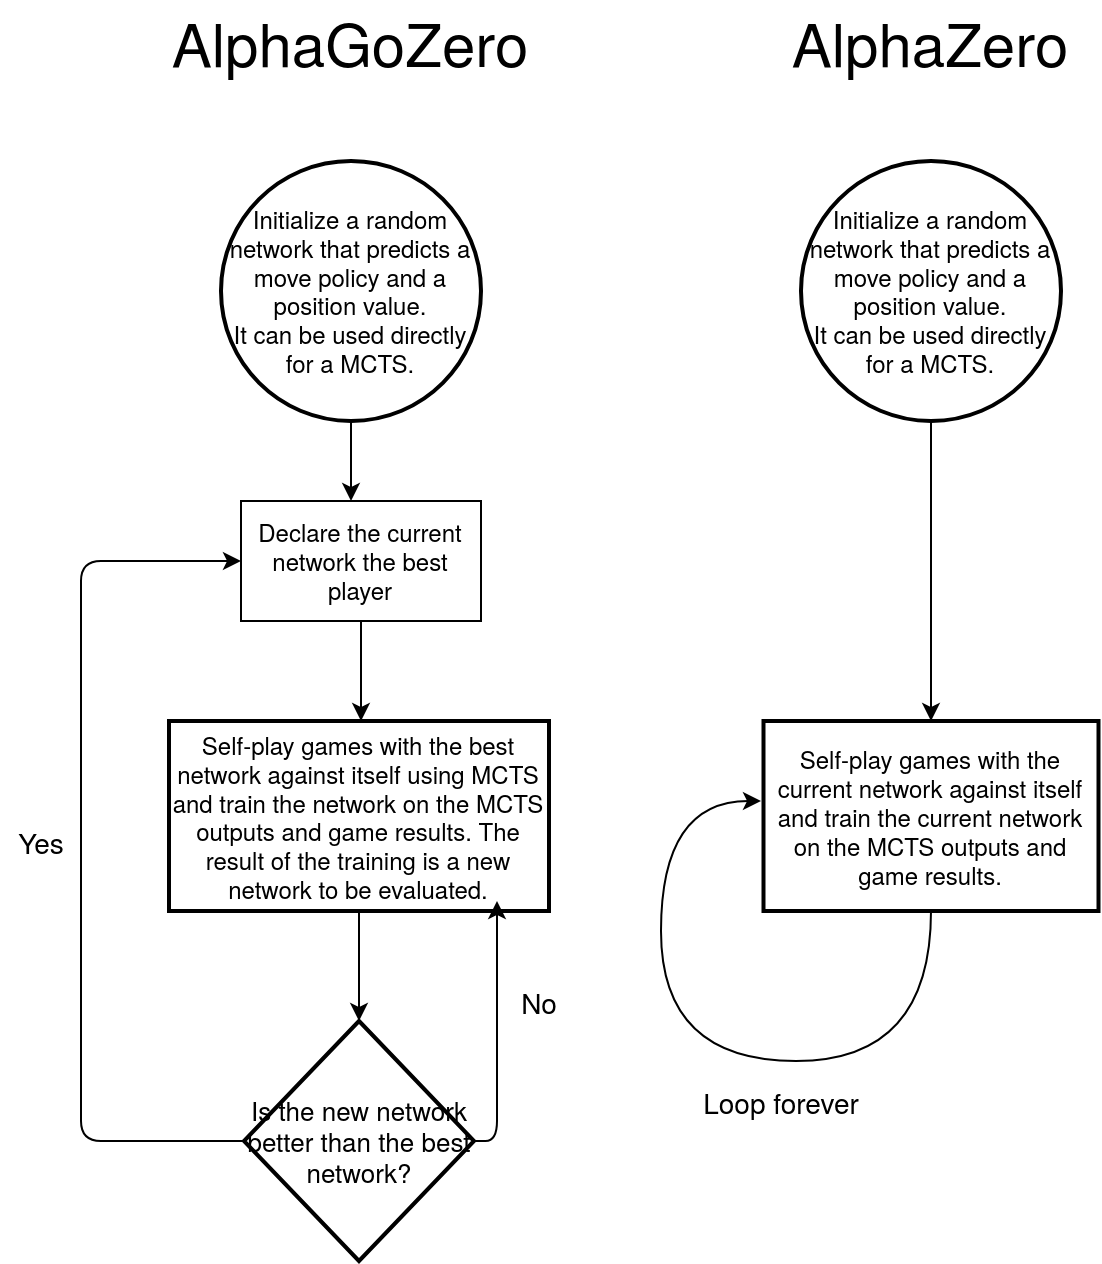 AlphaGoZero
Initialize a random
network that predicts a
move policy and a
position value.
It can be used directly
for a MCTS.
Declare the current
network the best
player
Self-play games with the best
network against itself using MCTS
and train the network on the MCTS
outputs and game results. The
result of the training is a new
network to be evaluated.
Yes
No
Is the new network
better than the best
network?
AlphaZero
Initialize a random
network that predicts a
move policy and a
position value.
It can be used directly
for a MCTS.
Self-play games with the
current network against itself
and train the current network
on the MCTS outputs and
game results.
Loop forever